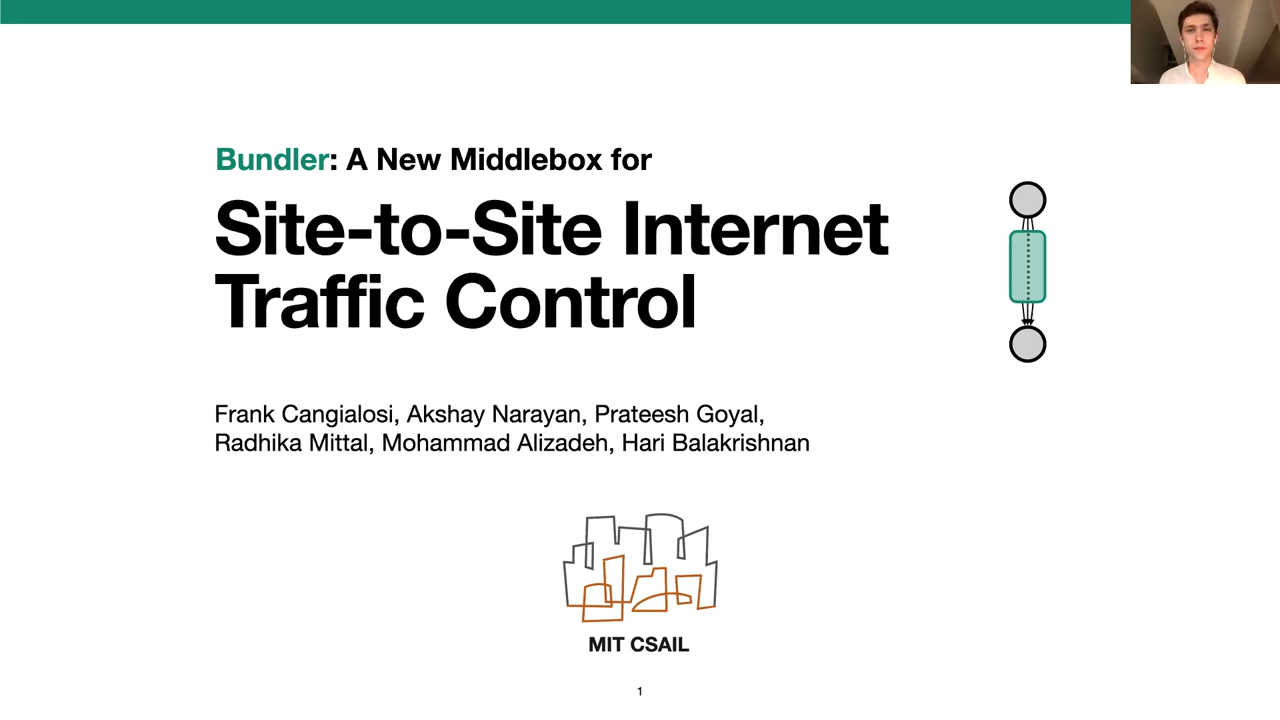 Bundler: A New Middlebox for
Site-to-Site Internet
Traffic Control
Frank Cangialosi, Akshay Narayan, Prateesh Goyal,
Radhika Mittal, Mohammad Alizadeh, Hari Balakrishnan
MIT CSAIL
1